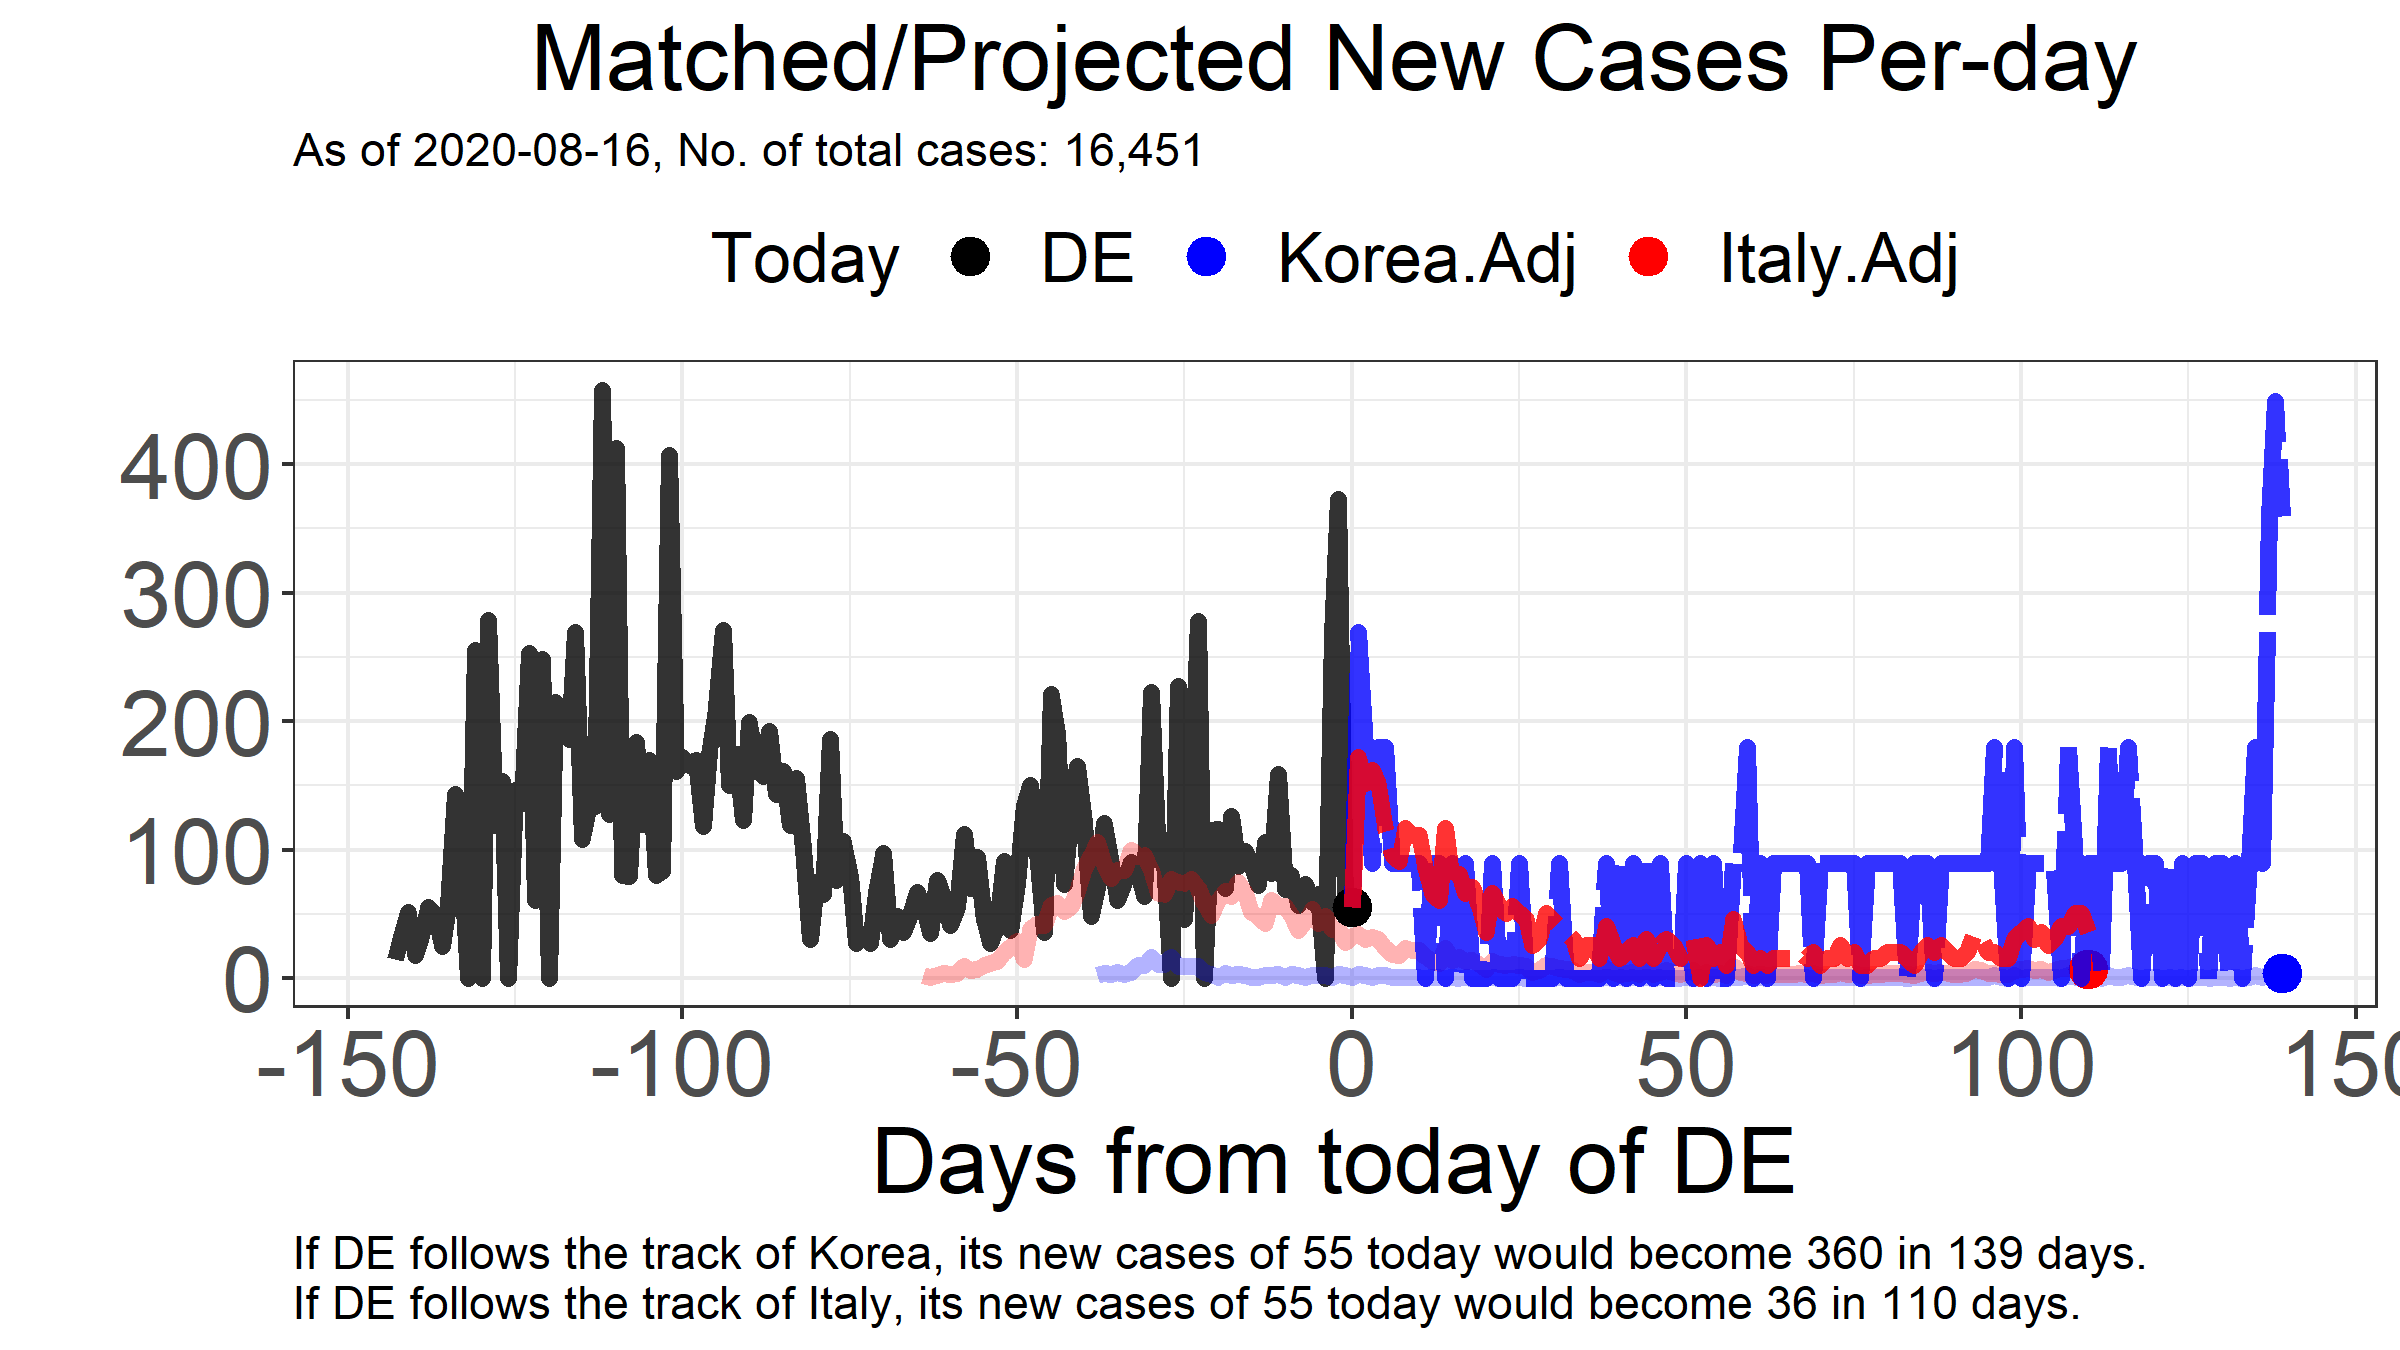 Matched/Projected New Cases Per-day
As of 2020-08-16, No. of total cases: 16,451
Today DE Korea.Adj Italy.Adj
400
300
200
100
0
-150 -100 -50 0 50 100 150
Days from today of DE
If DE follows the track of Korea, its new cases of 55 today would become 360 in 139 days.
If DE follows the track of Italy, its new cases of 55 today would become 36 in 110 days.